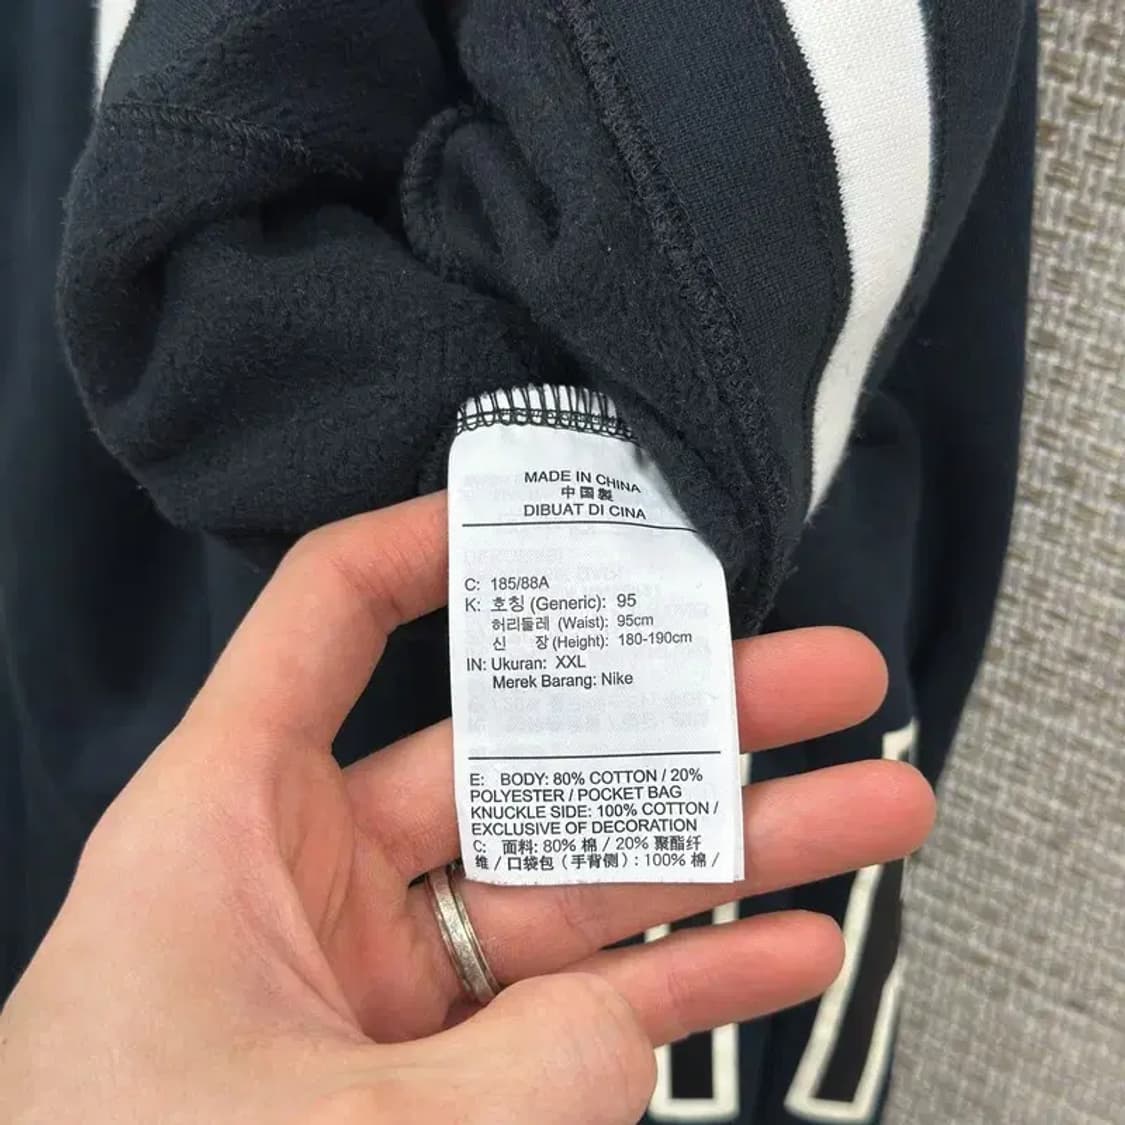 MADE IN CHINA
中国製
DIBUAT DI CINA
C: 185/88A
K: 호칭 (Generic): 95
허리둘레 (Waist): 95cm
신 장 (Height): 180-190cm
IN: Ukuran: XXL
Merek Barang: Nike
E: BODY: 80% COTTON / 20%
POLYESTER / POCKET BAG
KNUCKLE SIDE: 100% COTTON /
EXCLUSIVE OF DECORATION
C: 面料: 80% 棉 / 20% 聚酯纤
维 / 口袋包 (手背侧) : 100% 棉 /